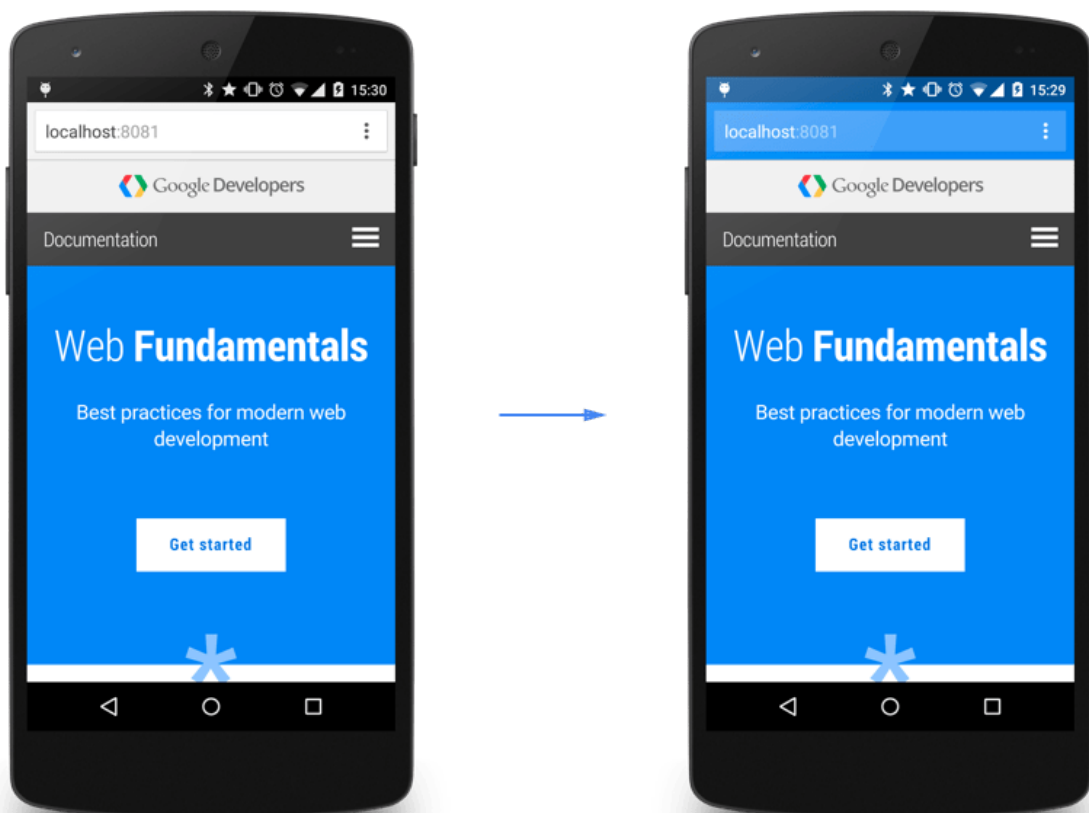 15:30
localhost:8081
Google Developers
Documentation
Web Fundamentals
Best practices for modern web
development
Get started
*
15:29
localhost:8081
Google Developers
Documentation
Web Fundamentals
Best practices for modern web
development
Get started
*